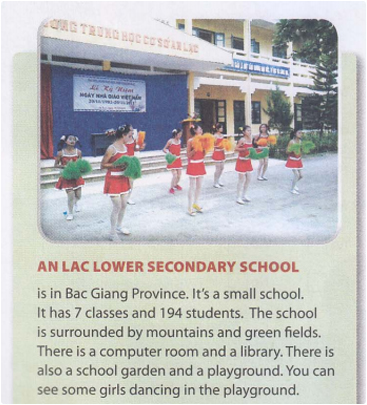 ƯỜNG TRUNG HỌC CƠ SỞ AN LẠC
Lễ Kỷ Niệm
NGÀY NHÀ GIÁO VIỆT NAM
AN LAC LOWER SECONDARY SCHOOL
is in Bac Giang Province. It's a small school.
It has 7 classes and 194 students. The school
is surrounded by mountains and green fields.
There is a computer room and a library. There is
also a school garden and a playground. You can
see some girls dancing in the playground.